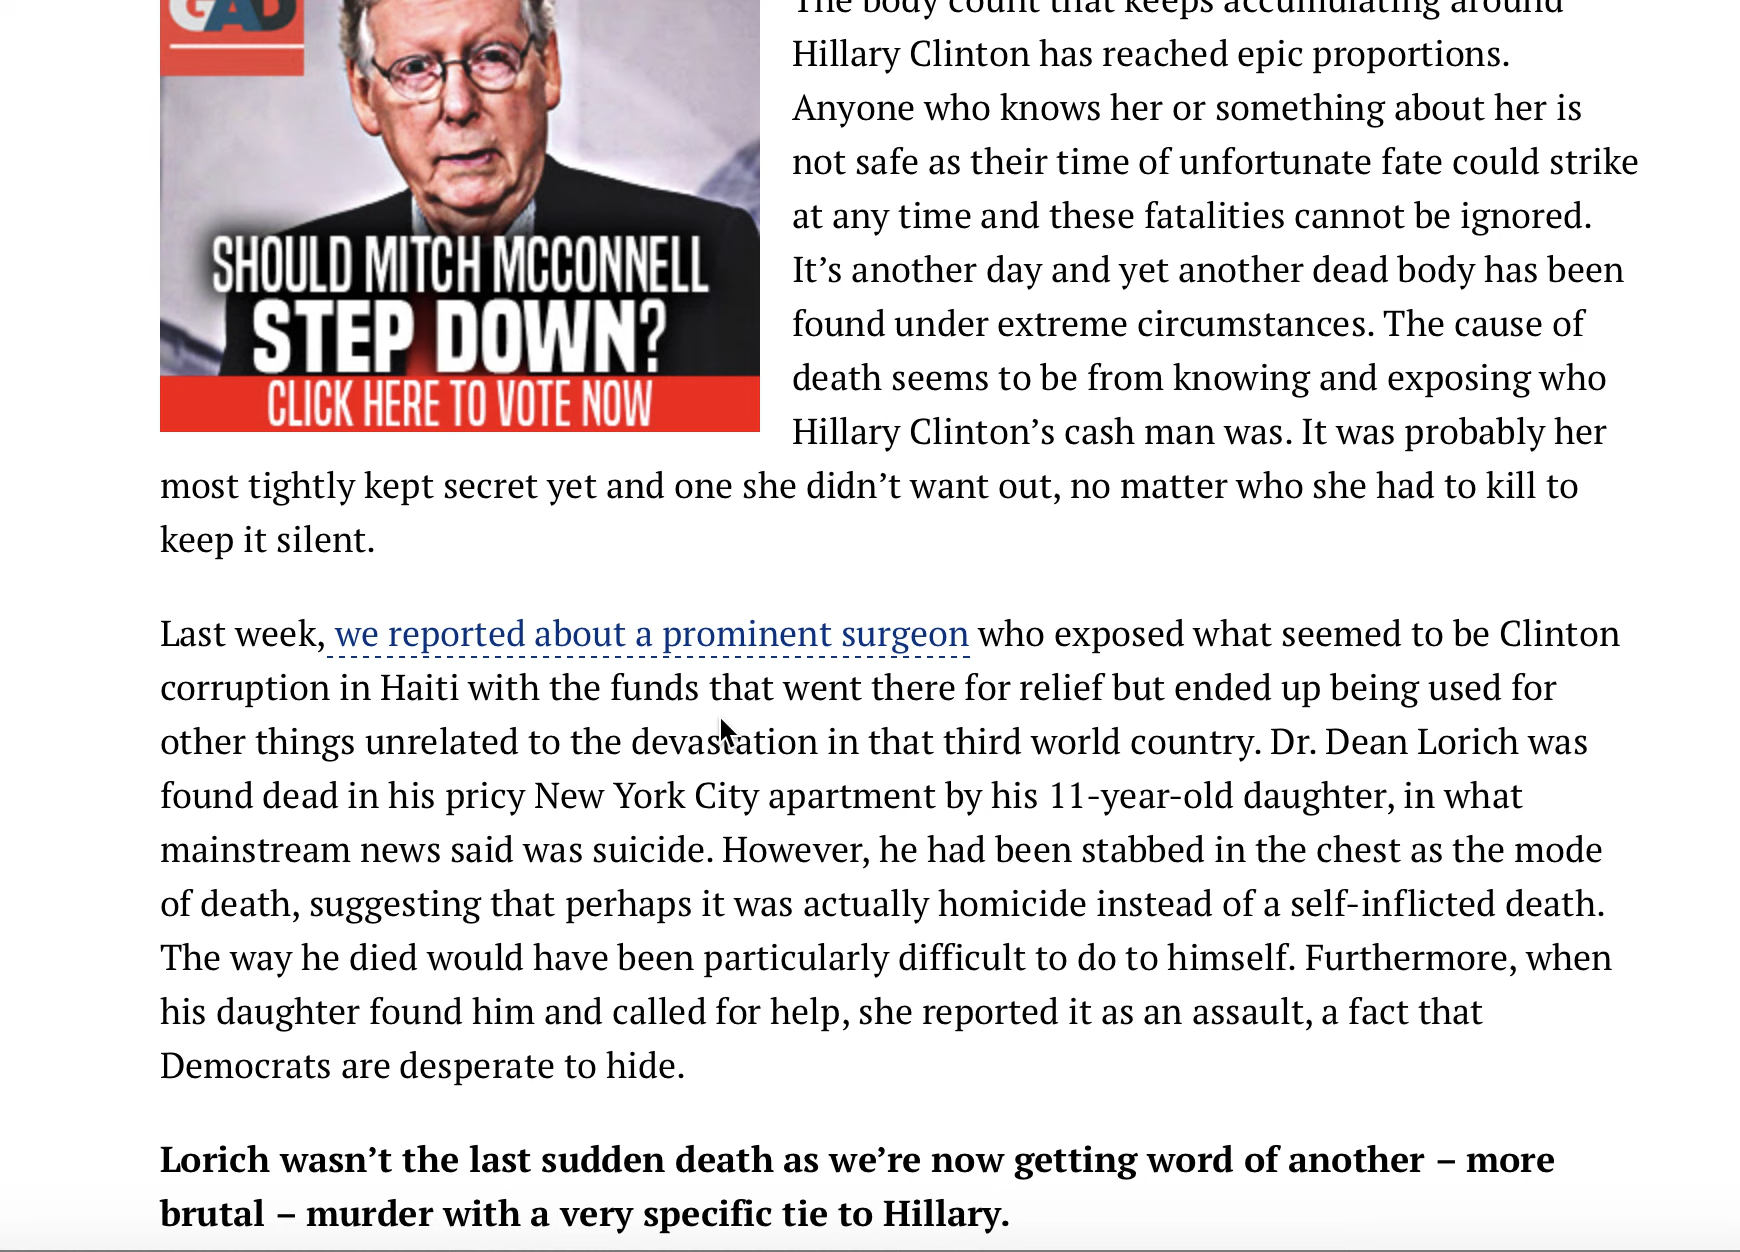 GAD
SHOULD MITCH MCCONNELL
STEP DOWN?
CLICK HERE TO VOTE NOW
The body count that keeps accumulating around
Hillary Clinton has reached epic proportions.
Anyone who knows her or something about her is
not safe as their time of unfortunate fate could strike
at any time and these fatalities cannot be ignored.
It’s another day and yet another dead body has been
found under extreme circumstances. The cause of
death seems to be from knowing and exposing who
Hillary Clinton’s cash man was. It was probably her
most tightly kept secret yet and one she didn’t want out, no matter who she had to kill to
keep it silent.
Last week, we reported about a prominent surgeon who exposed what seemed to be Clinton
corruption in Haiti with the funds that went there for relief but ended up being used for
other things unrelated to the devastation in that third world country. Dr. Dean Lorich was
found dead in his pricy New York City apartment by his 11-year-old daughter, in what
mainstream news said was suicide. However, he had been stabbed in the chest as the mode
of death, suggesting that perhaps it was actually homicide instead of a self-inflicted death.
The way he died would have been particularly difficult to do to himself. Furthermore, when
his daughter found him and called for help, she reported it as an assault, a fact that
Democrats are desperate to hide.
Lorich wasn’t the last sudden death as we’re now getting word of another – more
brutal – murder with a very specific tie to Hillary.